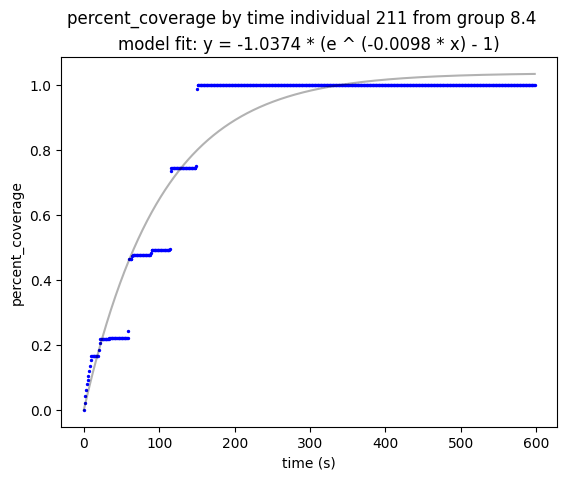 percent_coverage by time individual 211 from group 8.4
model fit: y = -1.0374 * (e ^ (-0.0098 * x) - 1)
1.0
0.8
0.6
0.4
0.2
0.0
percent_coverage
0 100 200 300 400 500 600
time (s)